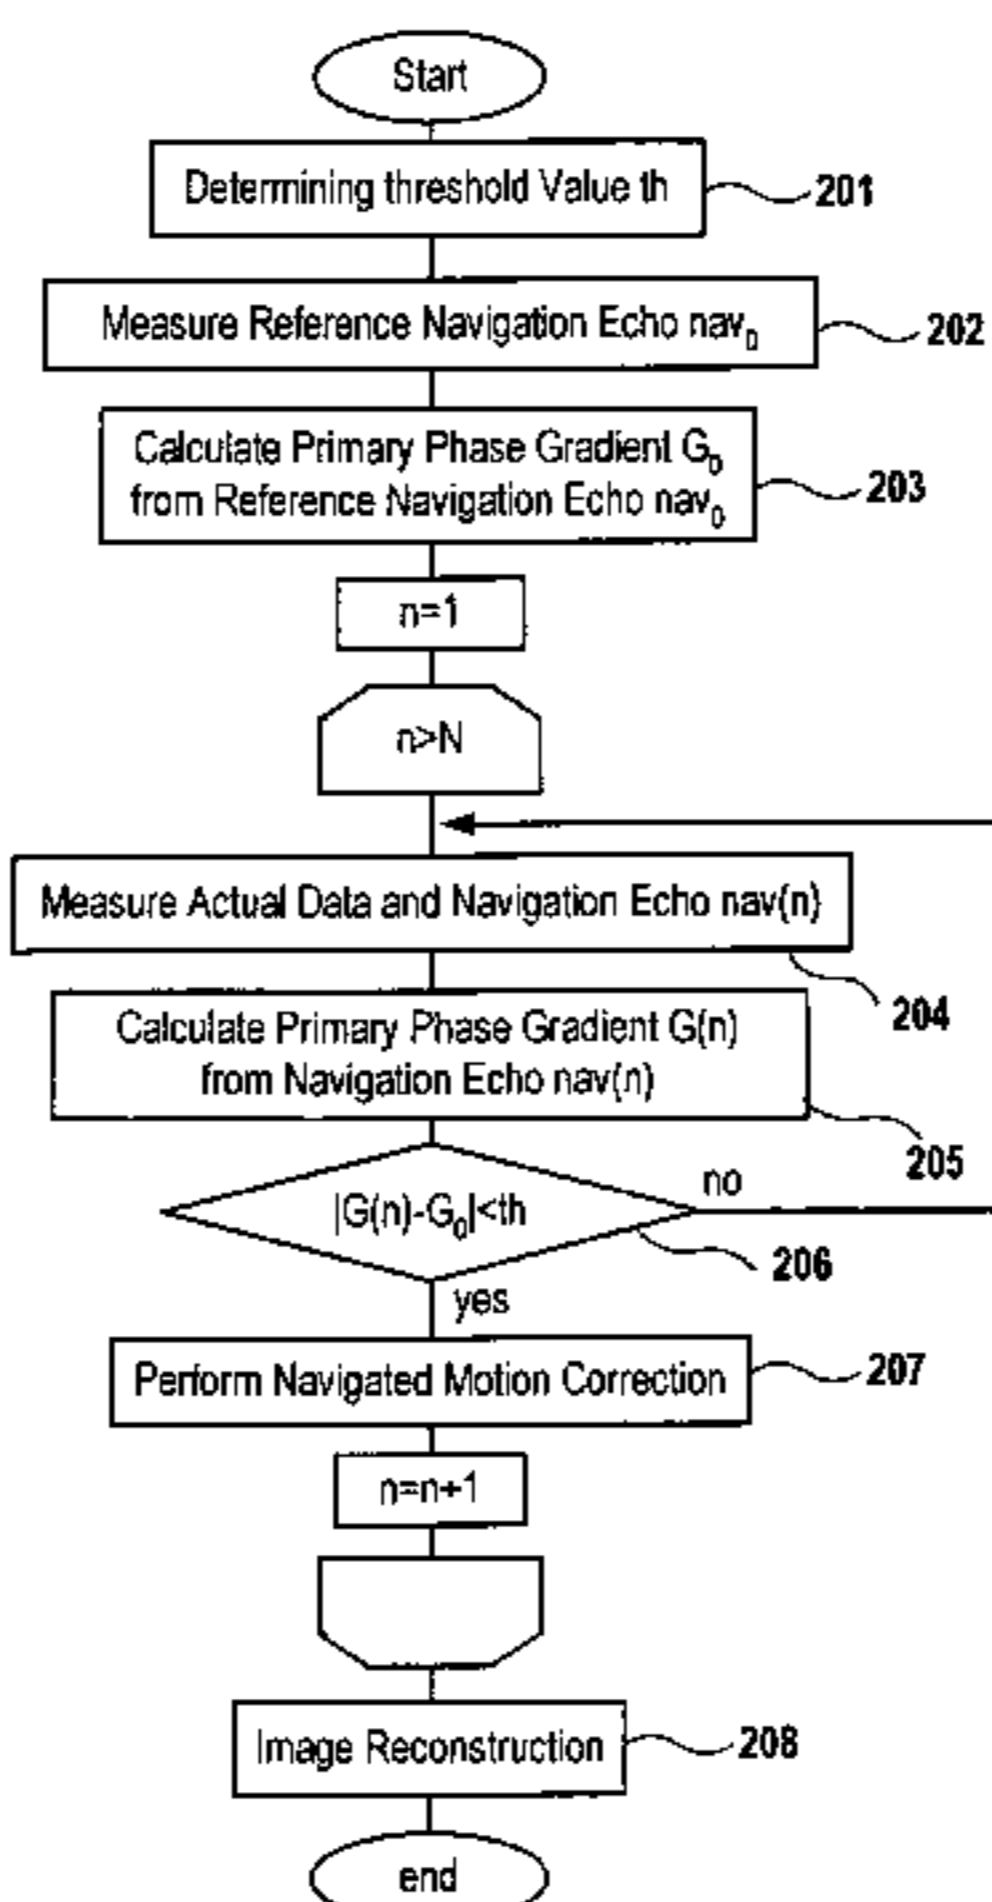 Start
Determining threshold Value th
201
Measure Reference Navigation Echo nav₀
202
Calculate Primary Phase Gradient G₀
from Reference Navigation Echo nav₀
203
n=1
n>N
Measure Actual Data and Navigation Echo nav(n)
204
Calculate Primary Phase Gradient G(n)
from Navigation Echo nav(n)
205
|G(n)-G₀|<th
no
206
yes
Perform Navigated Motion Correction
207
n=n+1
Image Reconstruction
208
end